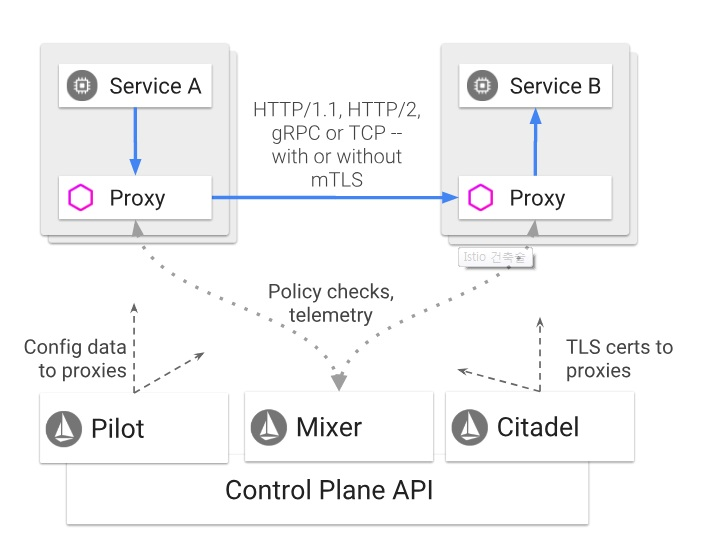 Service A
Service B
HTTP/1.1, HTTP/2,
gRPC or TCP --
with or without
mTLS
Proxy
Proxy
Istio 건축술
Policy checks,
telemetry
Config data
to proxies
TLS certs to
proxies
Pilot
Mixer
Citadel
Control Plane API